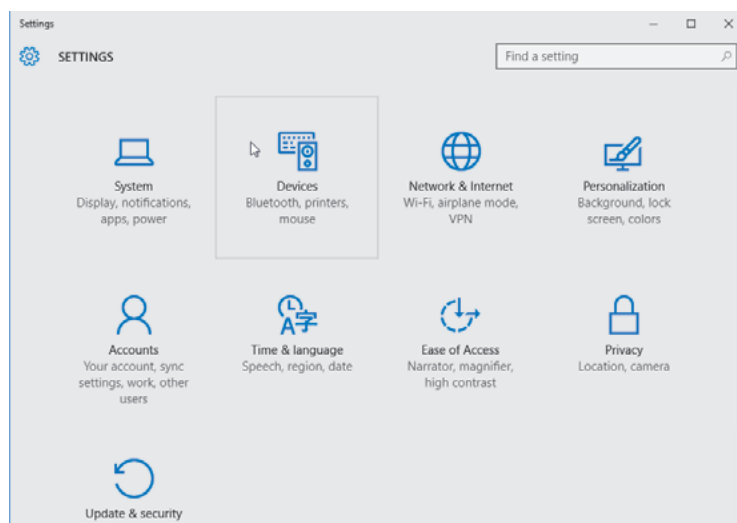 Settings
SETTINGS
Find a setting
System
Display, notifications,
apps, power
Devices
Bluetooth, printers,
mouse
Network & Internet
Wi-Fi, airplane mode,
VPN
Personalization
Background, lock
screen, colors
Accounts
Your account, sync
settings, work, other
users
Time & language
Speech, region, date
Ease of Access
Narrator, magnifier,
high contrast
Privacy
Location, camera
Update & security